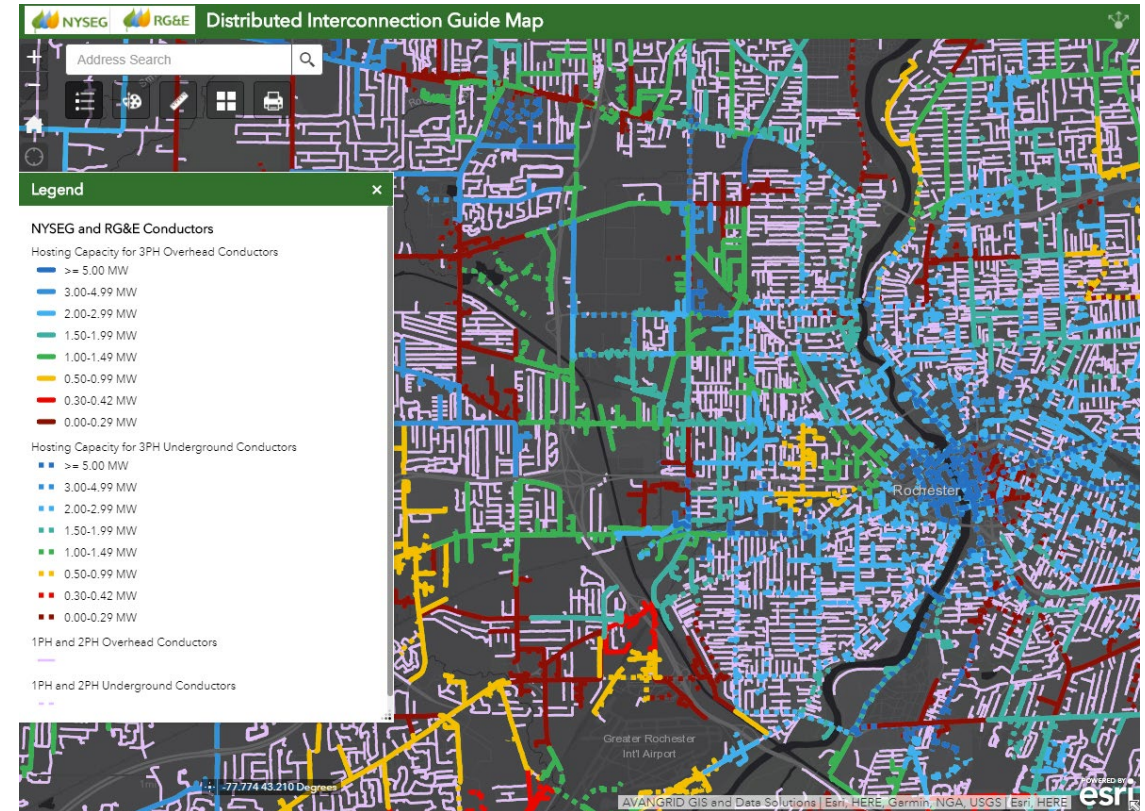 NYSEG RG&E Distributed Interconnection Guide Map
+
Address Search
−
Legend ×
NYSEG and RG&E Conductors
Hosting Capacity for 3PH Overhead Conductors
>= 5.00 MW
3.00-4.99 MW
2.00-2.99 MW
1.50-1.99 MW
1.00-1.49 MW
0.50-0.99 MW
0.30-0.42 MW
0.00-0.29 MW
Hosting Capacity for 3PH Underground Conductors
>= 5.00 MW
3.00-4.99 MW
2.00-2.99 MW
1.50-1.99 MW
1.00-1.49 MW
0.50-0.99 MW
0.30-0.42 MW
0.00-0.29 MW
1PH and 2PH Overhead Conductors
1PH and 2PH Underground Conductors
Rochester
Greater Rochester
Int'l Airport
-77.774 43.210 Degrees
POWERED BY
esri
AVANGRID GIS and Data Solutions | Esri, HERE, Garmin, NGA, USGS | Esri, HERE